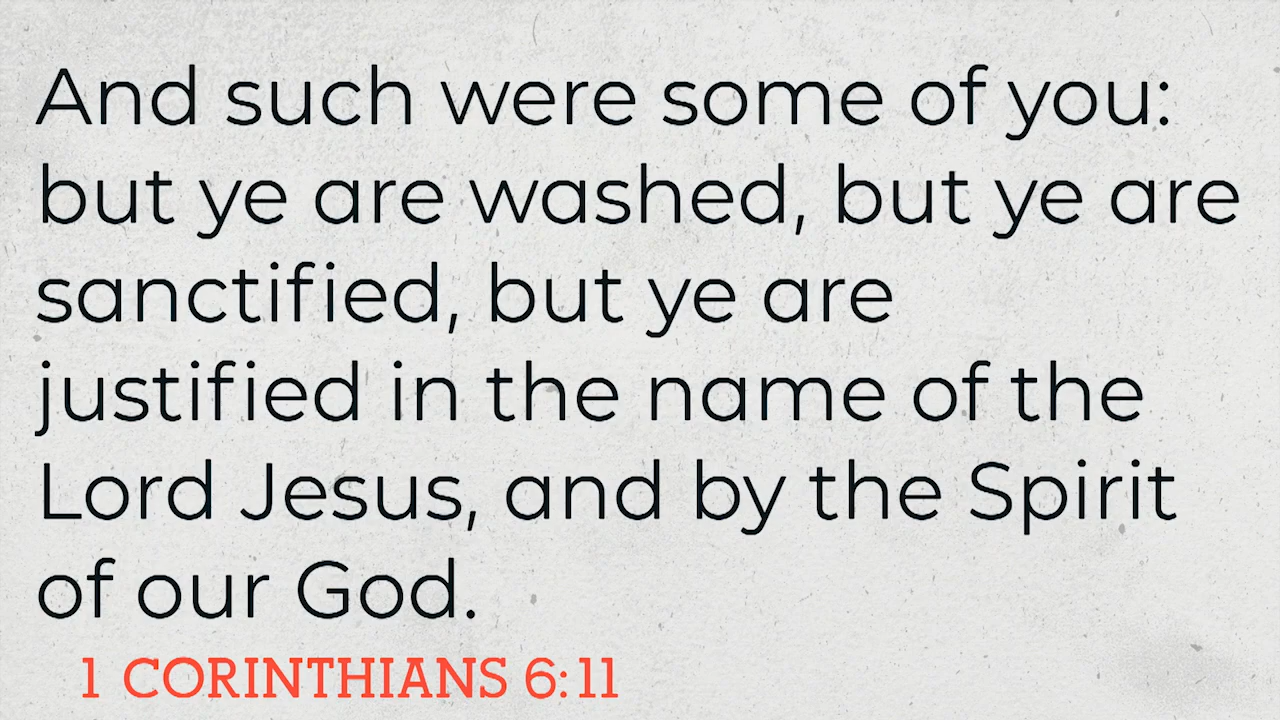 And such were some of you:
but ye are washed, but ye are
sanctified, but ye are
justified in the name of the
Lord Jesus, and by the Spirit
of our God.
1 CORINTHIANS 6:11